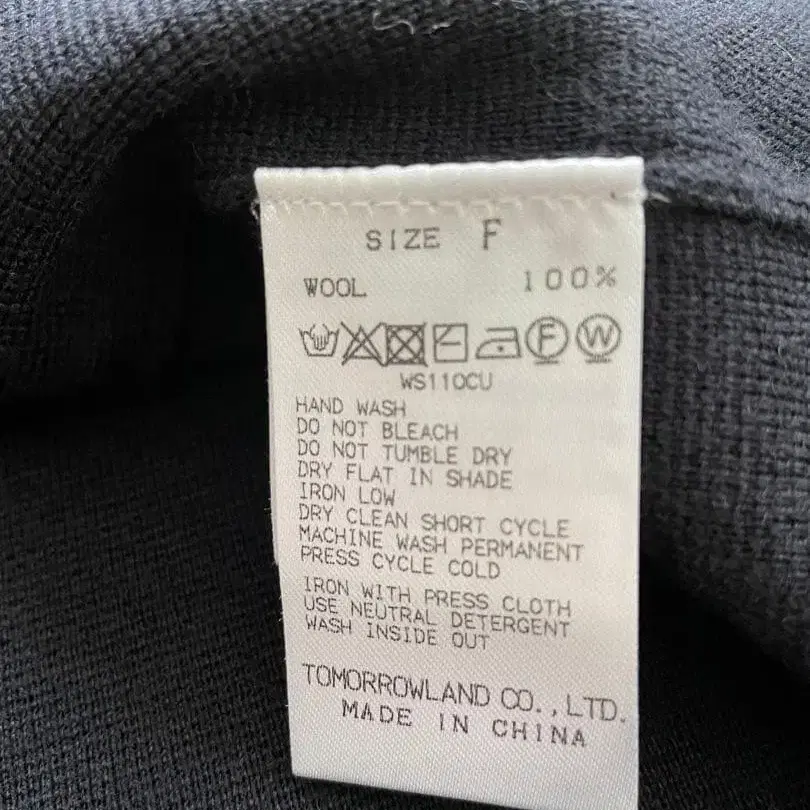 SIZE F
WOOL 100%
F W
WS110CU
HAND WASH
DO NOT BLEACH
DO NOT TUMBLE DRY
DRY FLAT IN SHADE
IRON LOW
DRY CLEAN SHORT CYCLE
MACHINE WASH PERMANENT
PRESS CYCLE COLD
IRON WITH PRESS CLOTH
USE NEUTRAL DETERGENT
WASH INSIDE OUT
TOMORROWLAND CO., LTD.
MADE IN CHINA